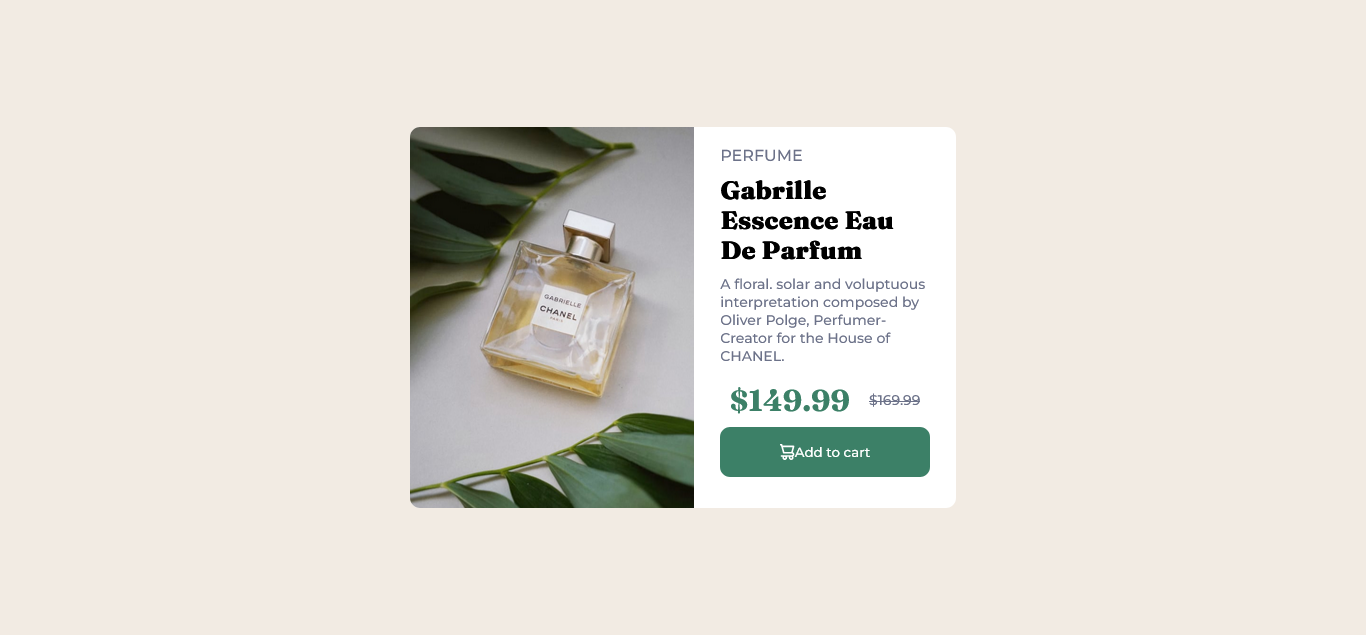 GABRIELLE
CHANEL
PARIS
PERFUME
Gabrille
Esscence Eau
De Parfum
A floral. solar and voluptuous
interpretation composed by
Oliver Polge, Perfumer-
Creator for the House of
CHANEL.
$149.99 $169.99
Add to cart